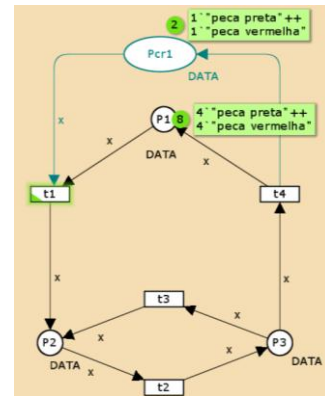 2
1`"peca preta"++
1`"peca vermelha"
Pcr1
DATA
x
P1
8
4`"peca preta"++
4`"peca vermelha"
x
x
DATA
t1
t4
x
x
t3
x
x
P2
P3
DATA
x
x
DATA
t2